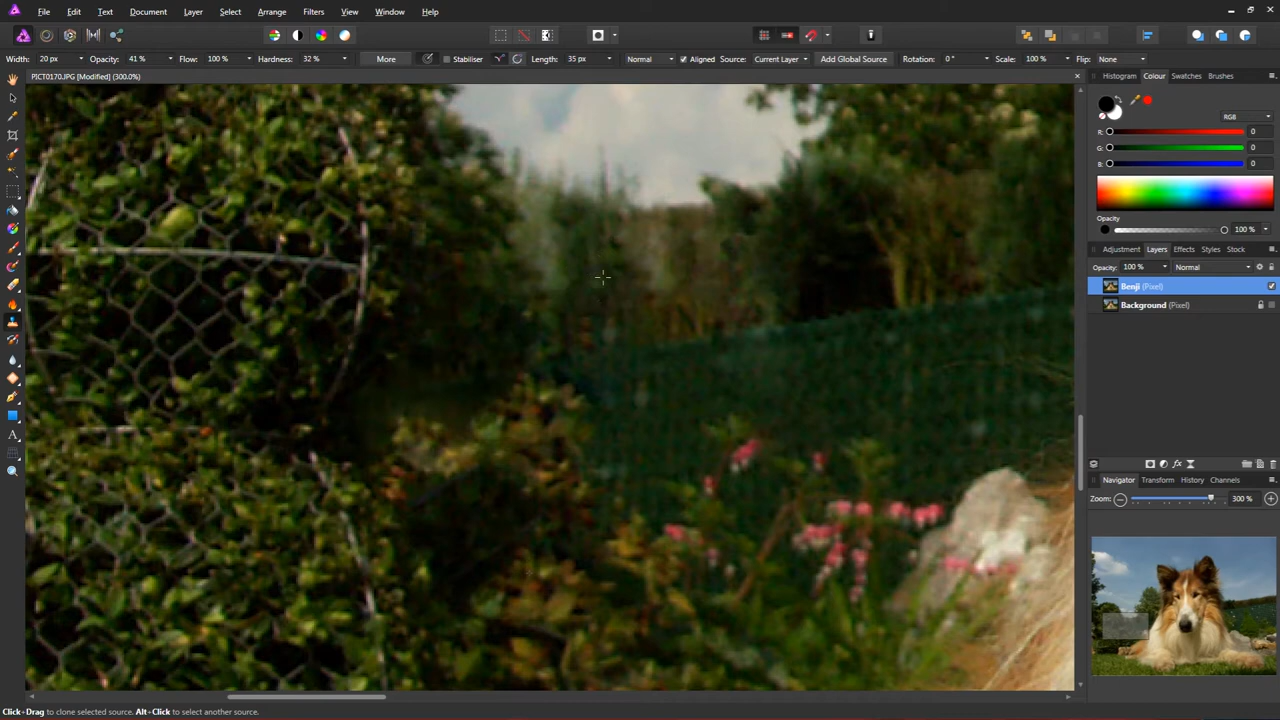 File Edit Text Document Layer Select Arrange Filters View Window Help
Width: 20 px Opacity: 41 % Flow: 100 % Hardness: 32 % More Stabiliser Length: 35 px Normal Aligned Source: Current Layer Add Global Source Rotation: 0 ° Scale: 100 % Flip: None
PICT0170.JPG [Modified] (300.0%)
Histogram Colour Swatches Brushes
RGB
R: 0
G: 0
B: 0
Opacity
100 %
Adjustment Layers Effects Styles Stock
Opacity: 100 % Normal
Benji (Pixel)
Background (Pixel)
Navigator Transform History Channels
Zoom: 300 %
Click+Drag to clone selected source. Alt+Click to select another source.